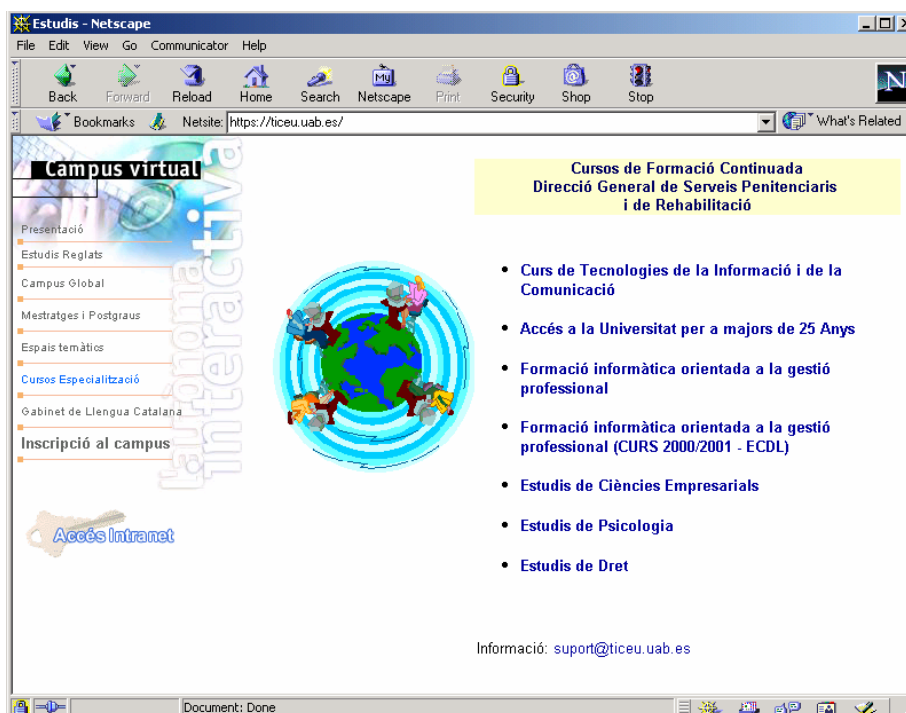 Estudis - Netscape
File Edit View Go Communicator Help
Back Forward Reload Home Search Netscape Print Security Shop Stop
My
N
Bookmarks Netsite: https://ticeu.uab.es/ What's Related
Campus virtual
l'autònoma interactiva
Presentació
Estudis Reglats
Campus Global
Mestratges i Postgraus
Espais temàtics
Cursos Especialització
Gabinet de Llengua Catalana
Inscripció al campus
Accés Intranet
Cursos de Formació Continuada
Direcció General de Serveis Penitenciaris
i de Rehabilitació
• Curs de Tecnologies de la Informació i de la
Comunicació
• Accés a la Universitat per a majors de 25 Anys
• Formació informàtica orientada a la gestió
professional
• Formació informàtica orientada a la gestió
professional (CURS 2000/2001 - ECDL)
• Estudis de Ciències Empresarials
• Estudis de Psicologia
• Estudis de Dret
Informació: suport@ticeu.uab.es
Document: Done